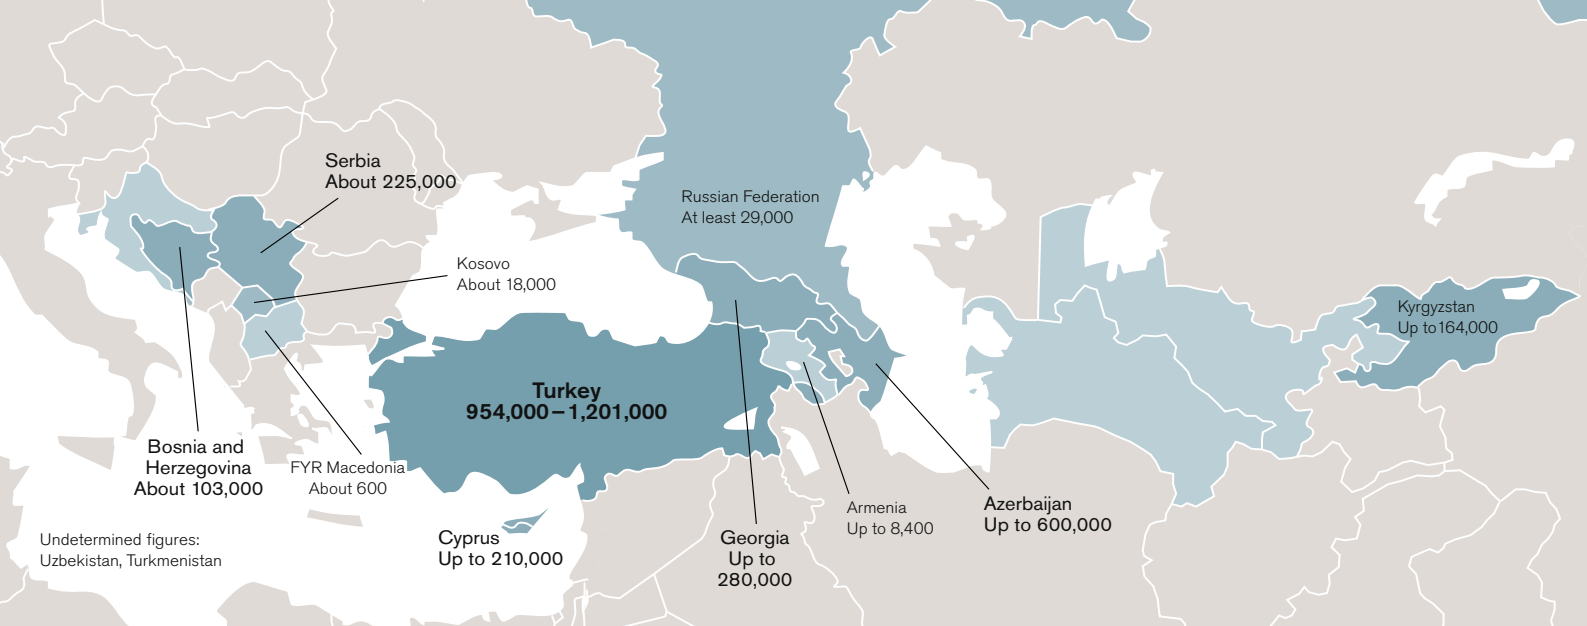 Serbia
About 225,000
Russian Federation
At least 29,000
Kosovo
About 18,000
Kyrgyzstan
Up to 164,000
Turkey
954,000–1,201,000
Bosnia and
Herzegovina
About 103,000
FYR Macedonia
About 600
Armenia
Up to 8,400
Azerbaijan
Up to 600,000
Cyprus
Up to 210,000
Georgia
Up to
280,000
Undetermined figures:
Uzbekistan, Turkmenistan